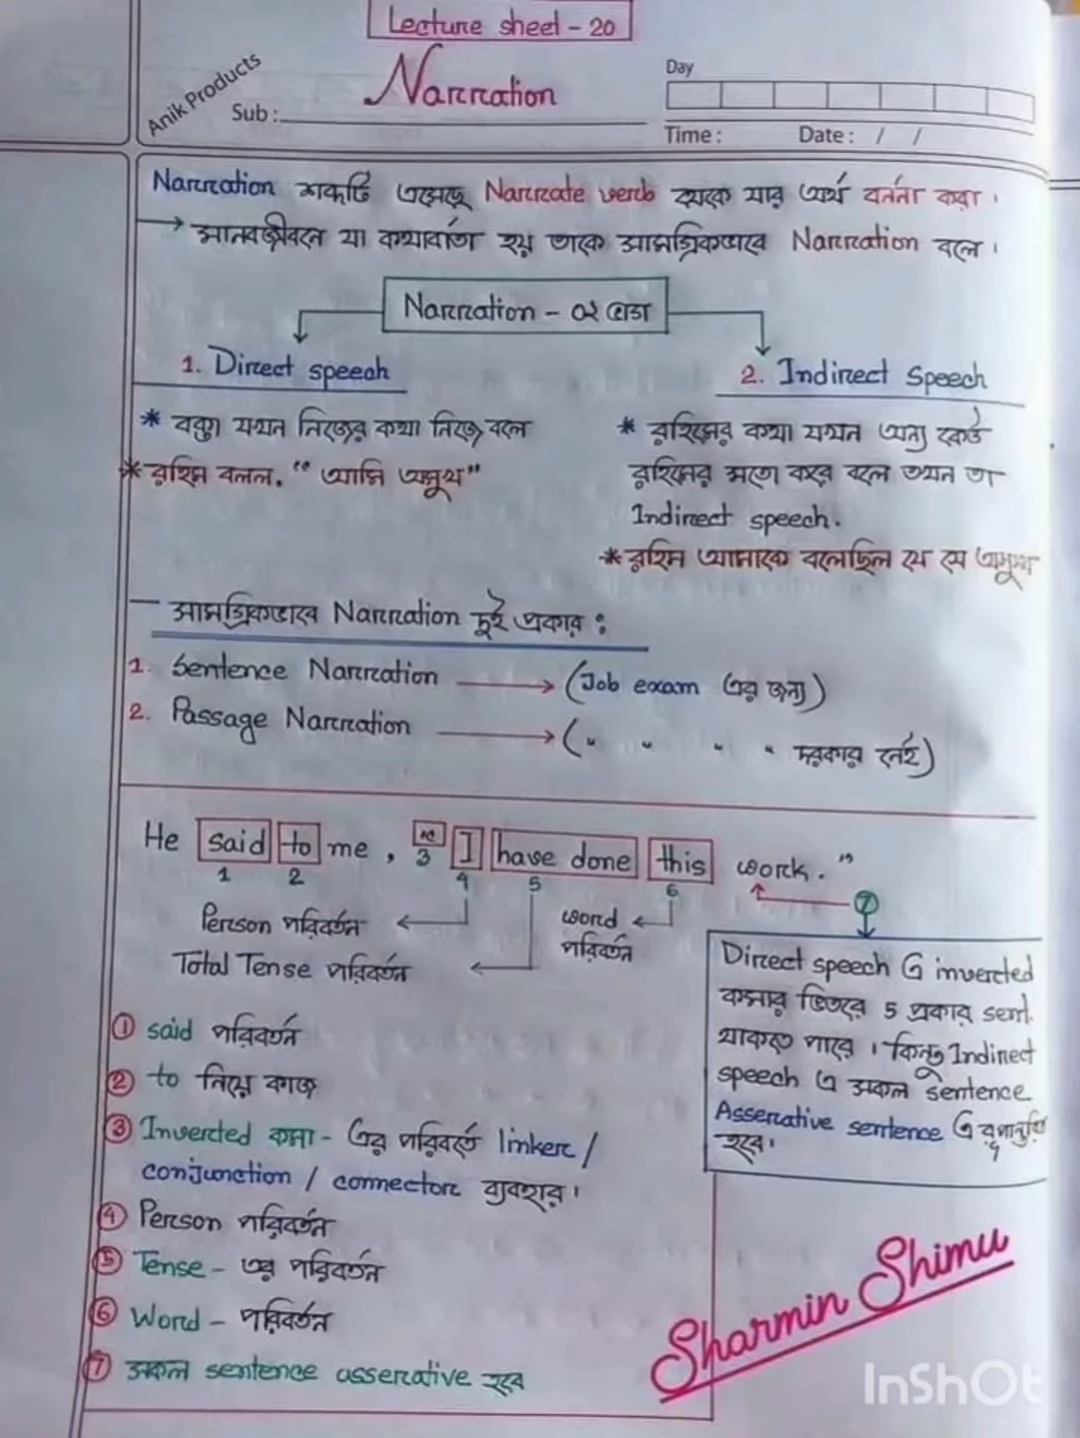 Lecture sheet - 20
Anik Products
Narration
Day
Sub :
Time :
Date : / /
Narration শব্দটি এসেছে Narrate verb থেকে যার অর্থ বর্ননা করা ।
→ মানবজীবনে যা কথাবার্তা হয় তাকে সামগ্রিকভাবে Narration বলে ।
Narration - ৩২ সেভা
1. Direct speech
2. Indirect Speech
* বক্তা যখন নিজের কথা নিজে বলে
* রহিম বলল, "আমি অসুখ"
* রহিমের কথা যখন অন্য কেউ
রহিমের মতো করে বলে তখন তা
Indirect speech.
* রহিম আমাকে বলেছিল যে সে অসুখ
— সামগ্রিকভাবে Narration দুই প্রকার :
1. Sentence Narration → (Job exam এর জন্য)
2. Passage Narration → ( " " " " দরকার নেই)
He said to me , "I have done this work."
1 2 3 4 5 6 7
Person পরিবর্তন
word পরিবর্তন
Total Tense পরিবর্তন
Direct speech এ inverted
কমার ভিতরে 5 প্রকার sent.
থাকতে পারে । কিন্তু Indirect
speech এ সকল sentence
Asserative sentence এ
হবে।
① said পরিবর্তন
② to নিয়ে কাজ
③ Inverted কমা - এর পরিবর্তে linker /
conjunction / connector ব্যবহার ।
④ Person পরিবর্তন
⑤ Tense - এর পরিবর্তন
⑥ Word - পরিবর্তন
⑦ সকল sentence asserative হবে
Sharmin Shimu
InShOt